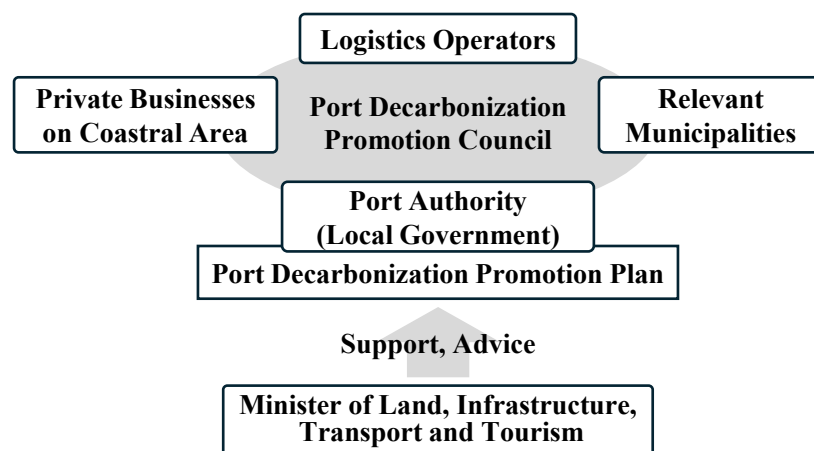 Logistics Operators
Private Businesses
on Coastral Area
Port Decarbonization
Promotion Council
Relevant
Municipalities
Port Authority
(Local Government)
Port Decarbonization Promotion Plan
Support, Advice
Minister of Land, Infrastructure,
Transport and Tourism